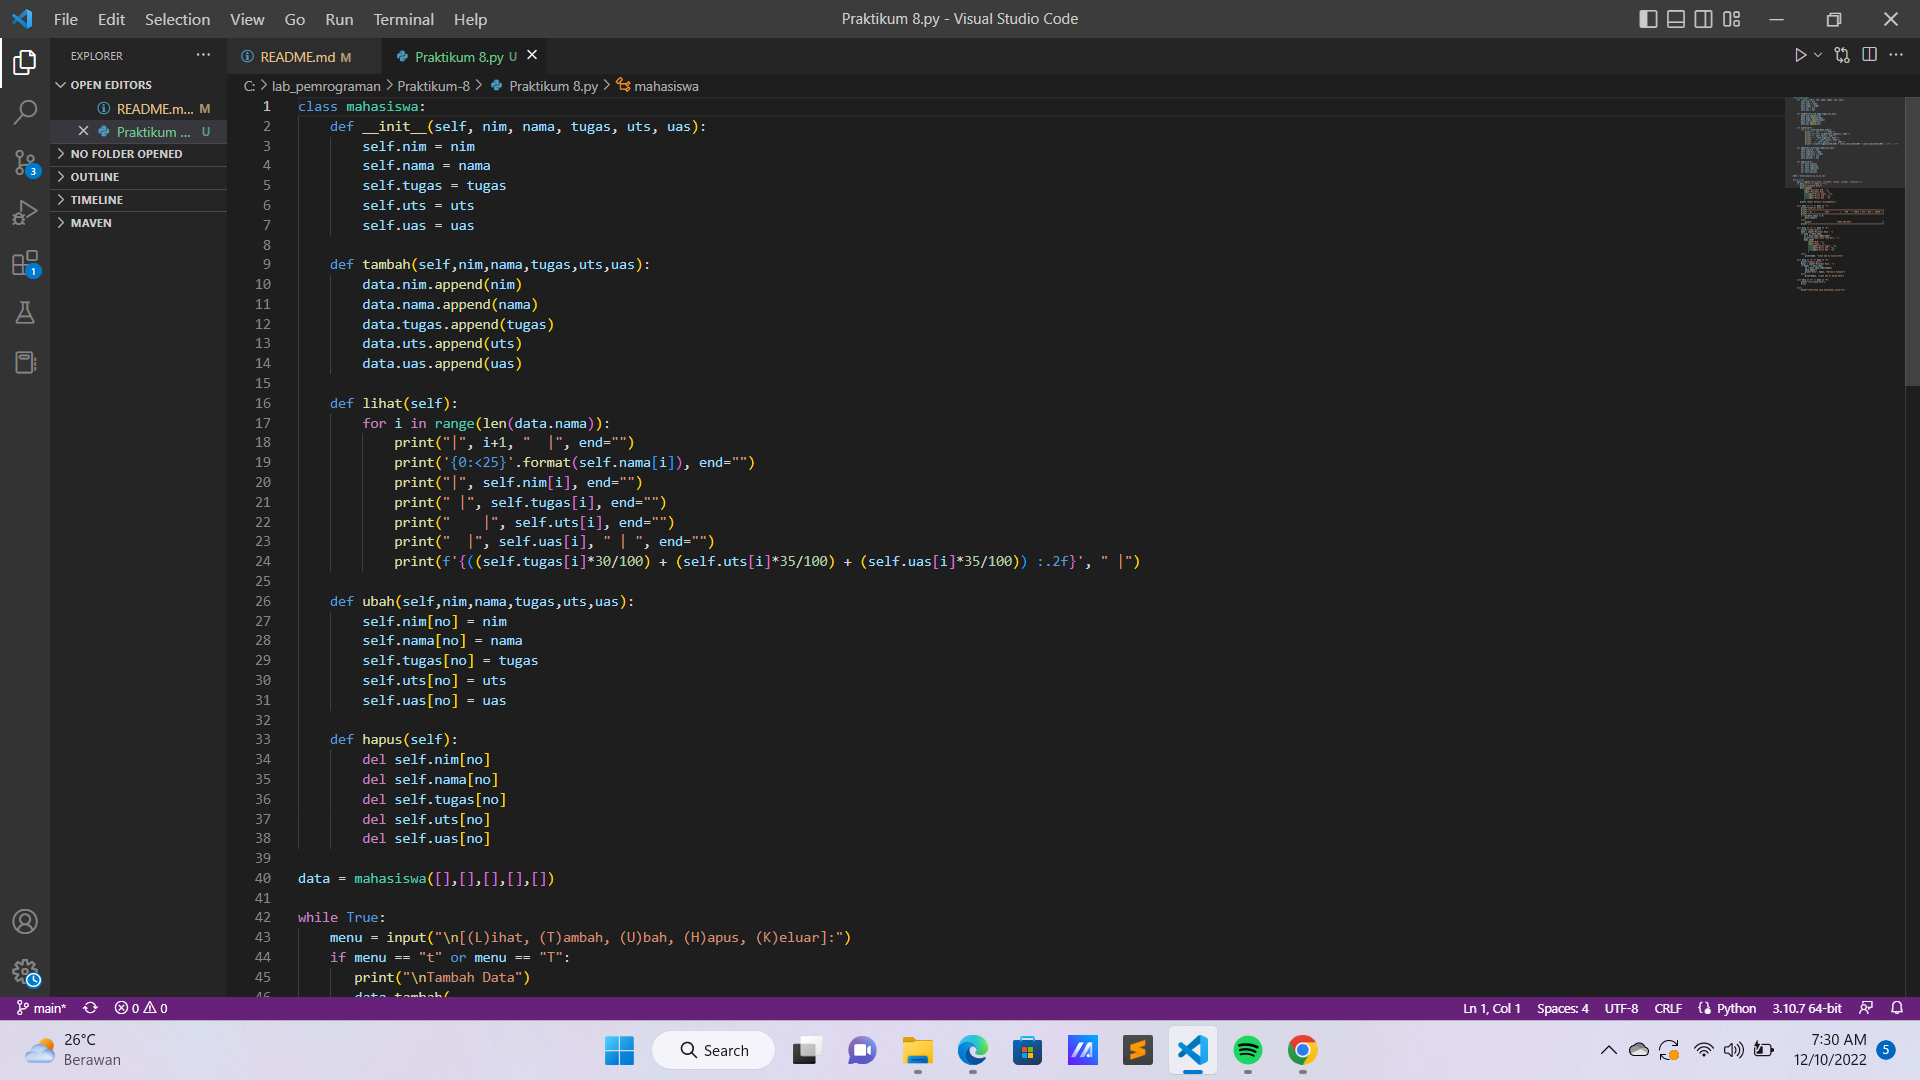 File Edit Selection View Go Run Terminal Help
Praktikum 8.py - Visual Studio Code
EXPLORER
README.md M
Praktikum 8.py U
OPEN EDITORS
README.m... M
Praktikum ... U
NO FOLDER OPENED
OUTLINE
TIMELINE
MAVEN
3
1
C: > lab_pemrograman > Praktikum-8 > Praktikum 8.py > mahasiswa
1 class mahasiswa:
2     def __init__(self, nim, nama, tugas, uts, uas):
3         self.nim = nim
4         self.nama = nama
5         self.tugas = tugas
6         self.uts = uts
7         self.uas = uas
8
9     def tambah(self,nim,nama,tugas,uts,uas):
10         data.nim.append(nim)
11         data.nama.append(nama)
12         data.tugas.append(tugas)
13         data.uts.append(uts)
14         data.uas.append(uas)
15
16     def lihat(self):
17         for i in range(len(data.nama)):
18             print("|", i+1, "  |", end="")
19             print('{0:<25}'.format(self.nama[i]), end="")
20             print("|", self.nim[i], end="")
21             print(" |", self.tugas[i], end="")
22             print("    |", self.uts[i], end="")
23             print("  |", self.uas[i], " | ", end="")
24             print(f'{((self.tugas[i]*30/100) + (self.uts[i]*35/100) + (self.uas[i]*35/100)) :.2f}', " |")
25
26     def ubah(self,nim,nama,tugas,uts,uas):
27         self.nim[no] = nim
28         self.nama[no] = nama
29         self.tugas[no] = tugas
30         self.uts[no] = uts
31         self.uas[no] = uas
32
33     def hapus(self):
34         del self.nim[no]
35         del self.nama[no]
36         del self.tugas[no]
37         del self.uts[no]
38         del self.uas[no]
39
40 data = mahasiswa([],[],[],[],[])
41
42 while True:
43     menu = input("\n[(L)ihat, (T)ambah, (U)bah, (H)apus, (K)eluar]:")
44     if menu == "t" or menu == "T":
45        print("\nTambah Data")
46        data.tambah(
main* 0 0
Ln 1, Col 1 Spaces: 4 UTF-8 CRLF Python 3.10.7 64-bit
26°C
Berawan
Search
7:30 AM
12/10/2022
5